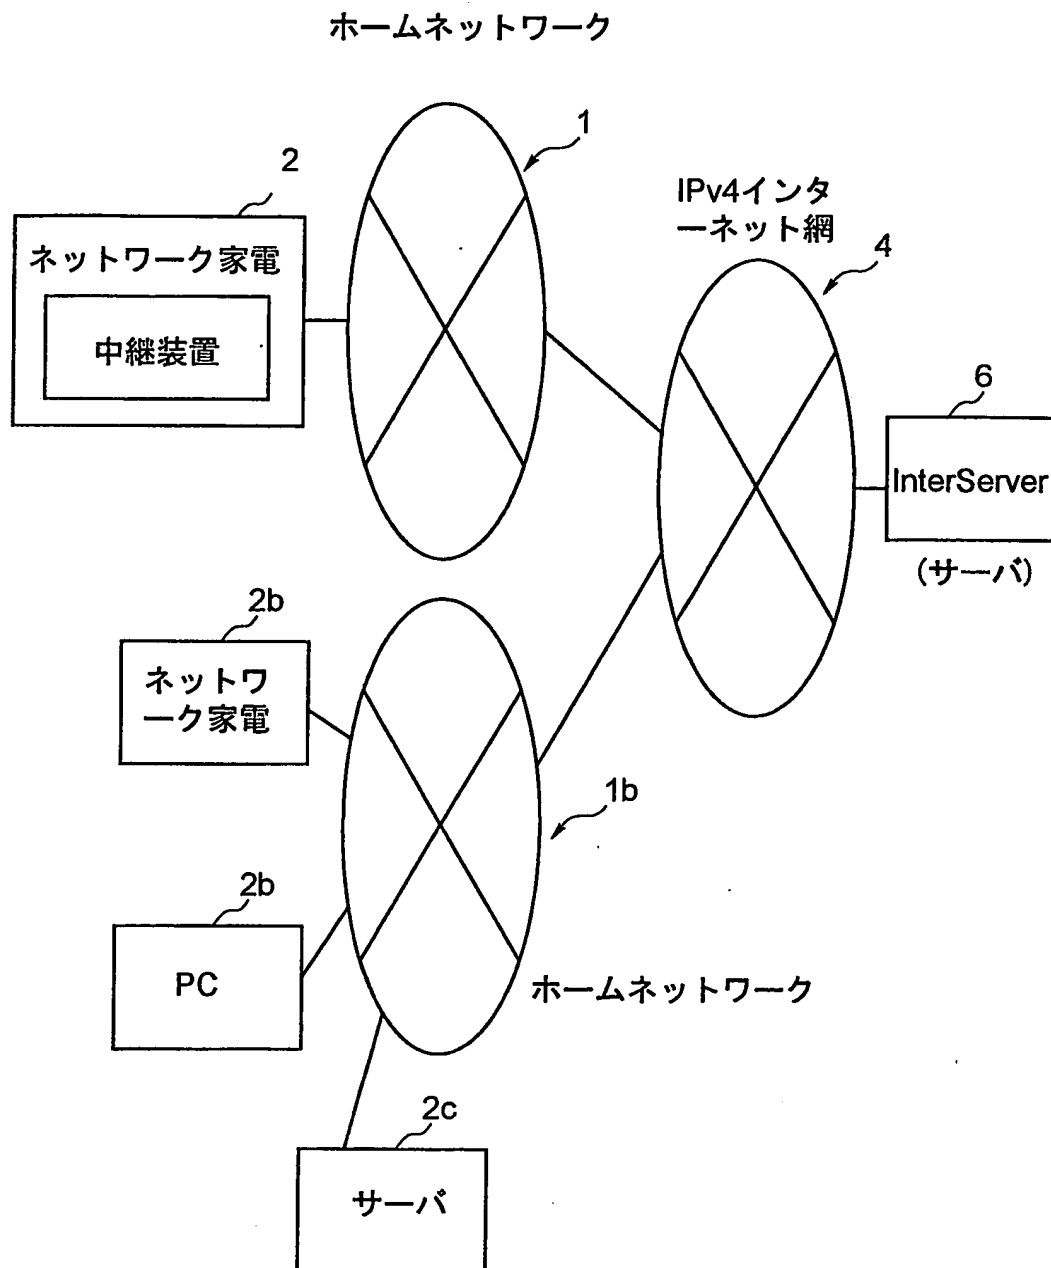 ホームネットワーク
1
2
IPv4インタ
ーネット網
4
ネットワーク家電
中継装置
6
InterServer
(サーバ)
2b
ネットワ
ーク家電
1b
2b
PC
ホームネットワーク
2c
サーバ